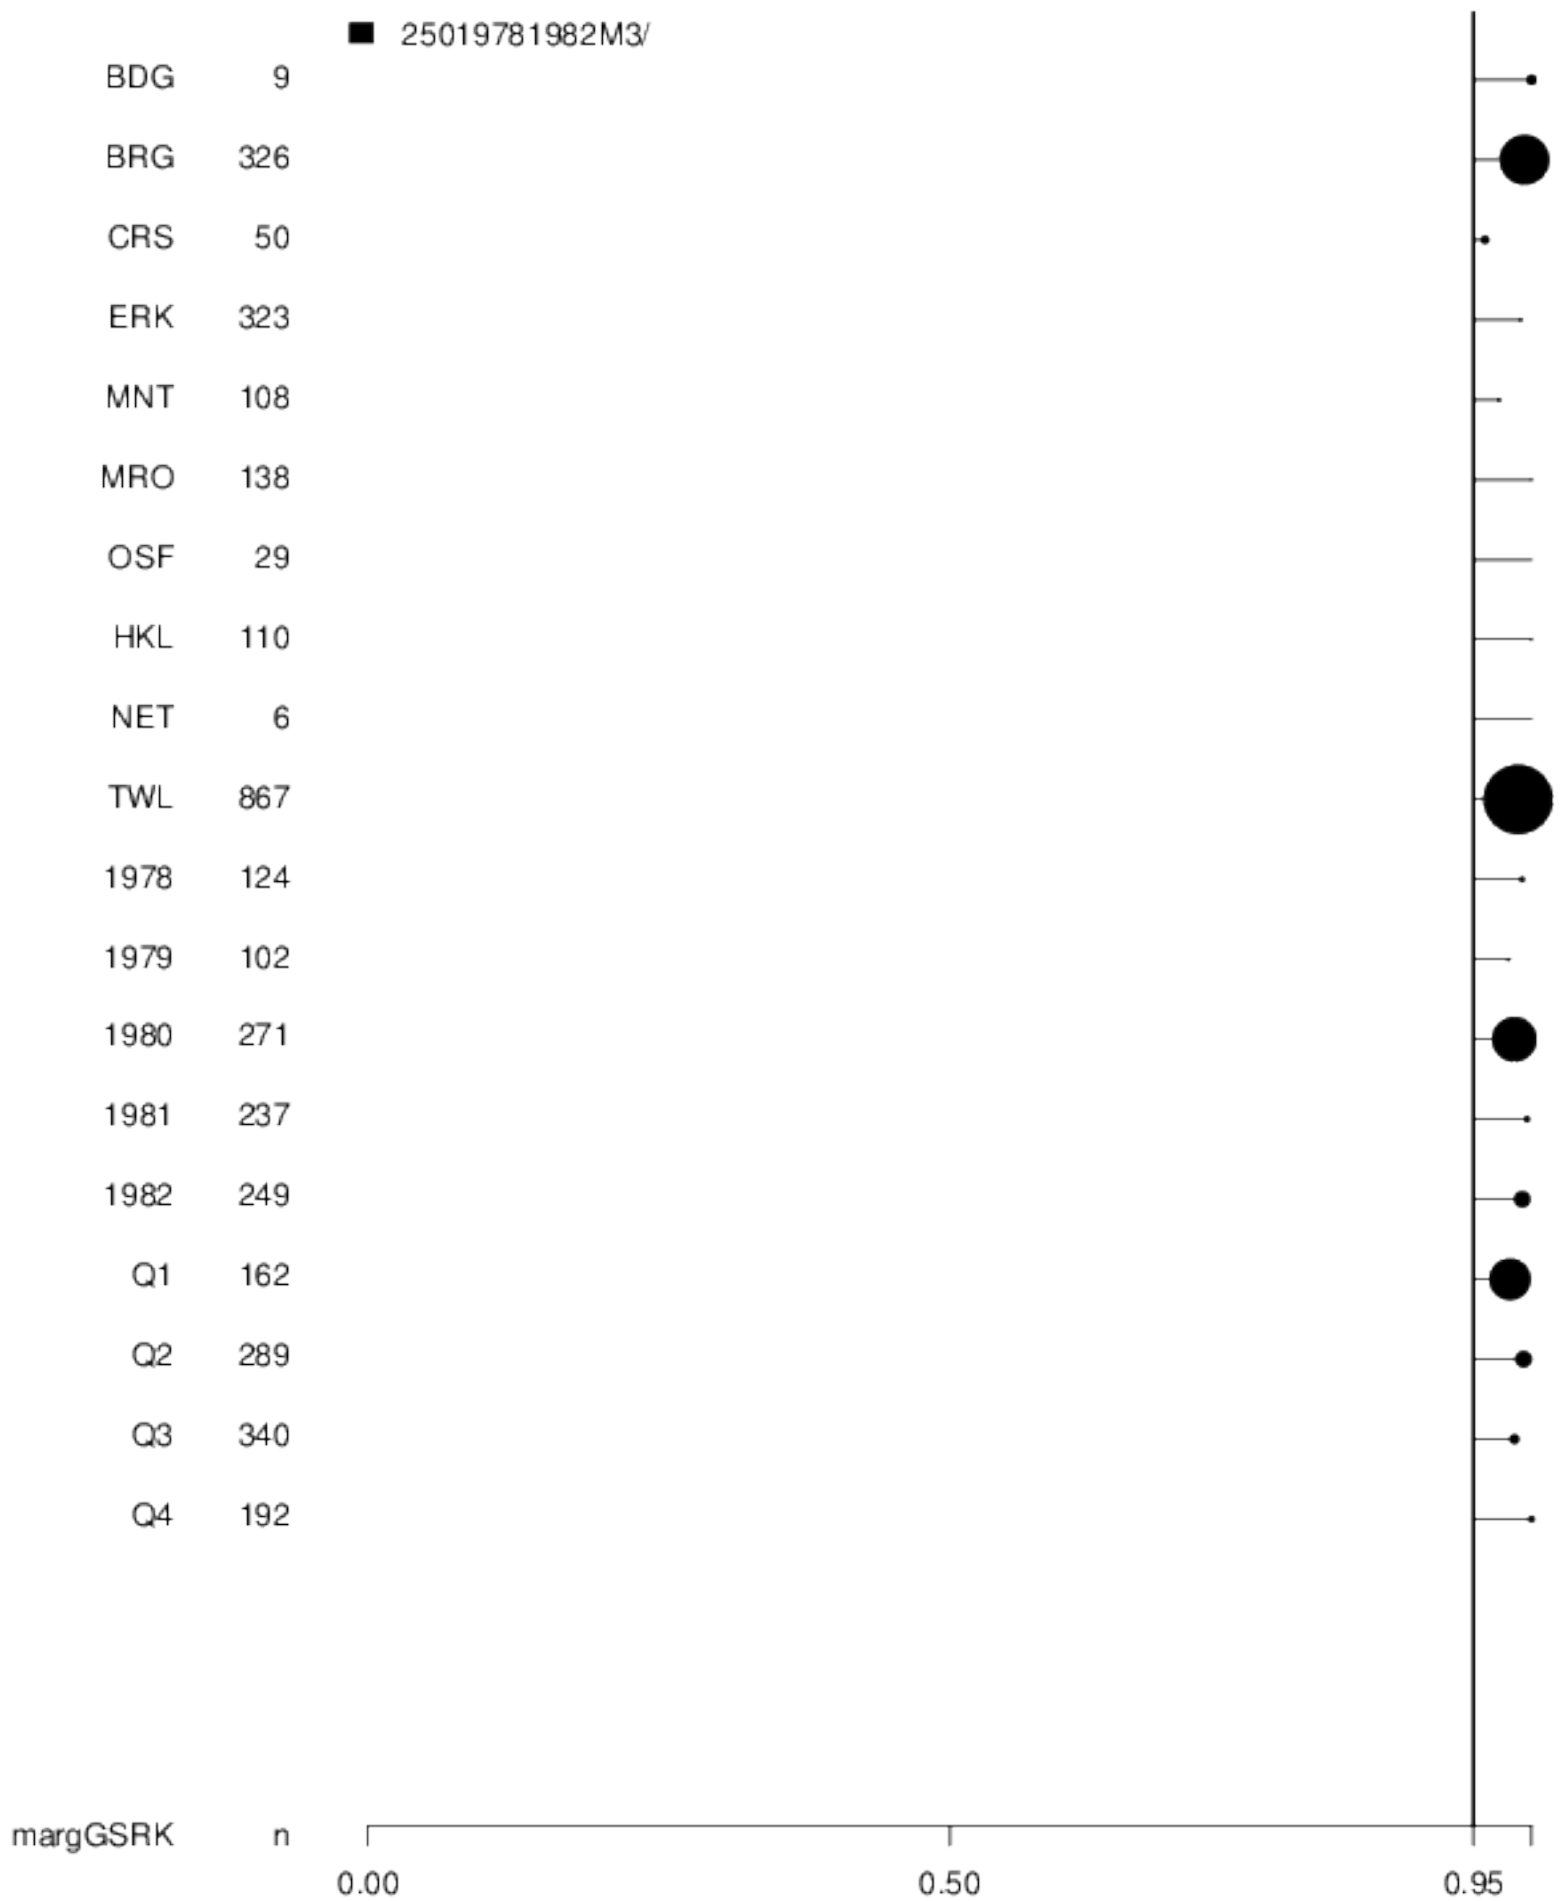 25019781982M3/
BDG 9
BRG 326
CRS 50
ERK 323
MNT 108
MRO 138
OSF 29
HKL 110
NET 6
TWL 867
1978 124
1979 102
1980 271
1981 237
1982 249
Q1 162
Q2 289
Q3 340
Q4 192
margGSRK n
0.00 0.50 0.95